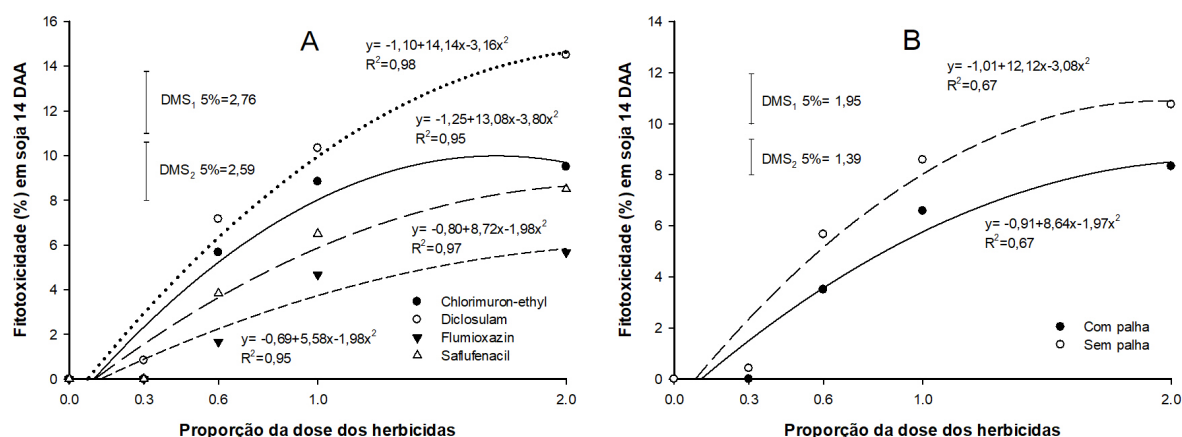 A
Fitotoxicidade (%) em soja 14 DAA
16
14
12
10
8
6
4
2
0
y= -1,10+14,14x-3,16x²
R²=0,98
DMS₁ 5%=2,76
y= -1,25+13,08x-3,80x²
R²=0,95
DMS₂ 5%=2,59
y= -0,80+8,72x-1,98x²
R²=0,97
y= -0,69+5,58x-1,98x²
R²=0,95
Chlorimuron-ethyl
Diclosulam
Flumioxazin
Saflufenacil
0.0 0.3 0.6 1.0 2.0
Proporção da dose dos herbicidas
B
Fitotoxicidade (%) em soja 14 DAA
14
12
10
8
6
4
2
0
y= -1,01+12,12x-3,08x²
R²=0,67
DMS₁ 5%= 1,95
DMS₂ 5%= 1,39
y= -0,91+8,64x-1,97x²
R²=0,67
Com palha
Sem palha
0.0 0.3 0.6 1.0 2.0
Proporção da dose dos herbicidas